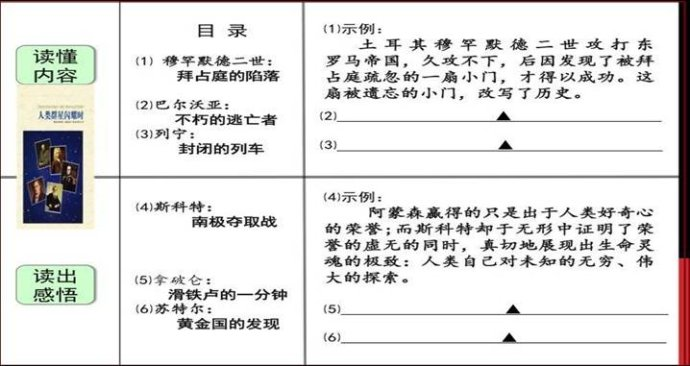 读懂
内容
人类群星闪耀时
目 录
(1) 穆罕默德二世:
拜占庭的陷落
(2)巴尔沃亚:
不朽的逃亡者
(3)列宁:
封闭的列车
(1)示例:
土耳其穆罕默德二世攻打东
罗马帝国，久攻不下，后因发现了被拜
占庭疏忽的一扇小门，才得以成功。这
扇被遗忘的小门，改写了历史。
(2)▲
(3)▲
读出
感悟
(4)斯科特:
南极夺取战
(5)拿破仑:
滑铁卢的一分钟
(6)苏特尔:
黄金国的发现
(4)示例:
阿蒙森赢得的只是出于人类好奇心
的荣誉;而斯科特却于无形中证明了荣
誉的虚无的同时，真切地展现出生命灵
魂的极致: 人类自己对未知的无穷、伟
大的探索。
(5)▲
(6)▲